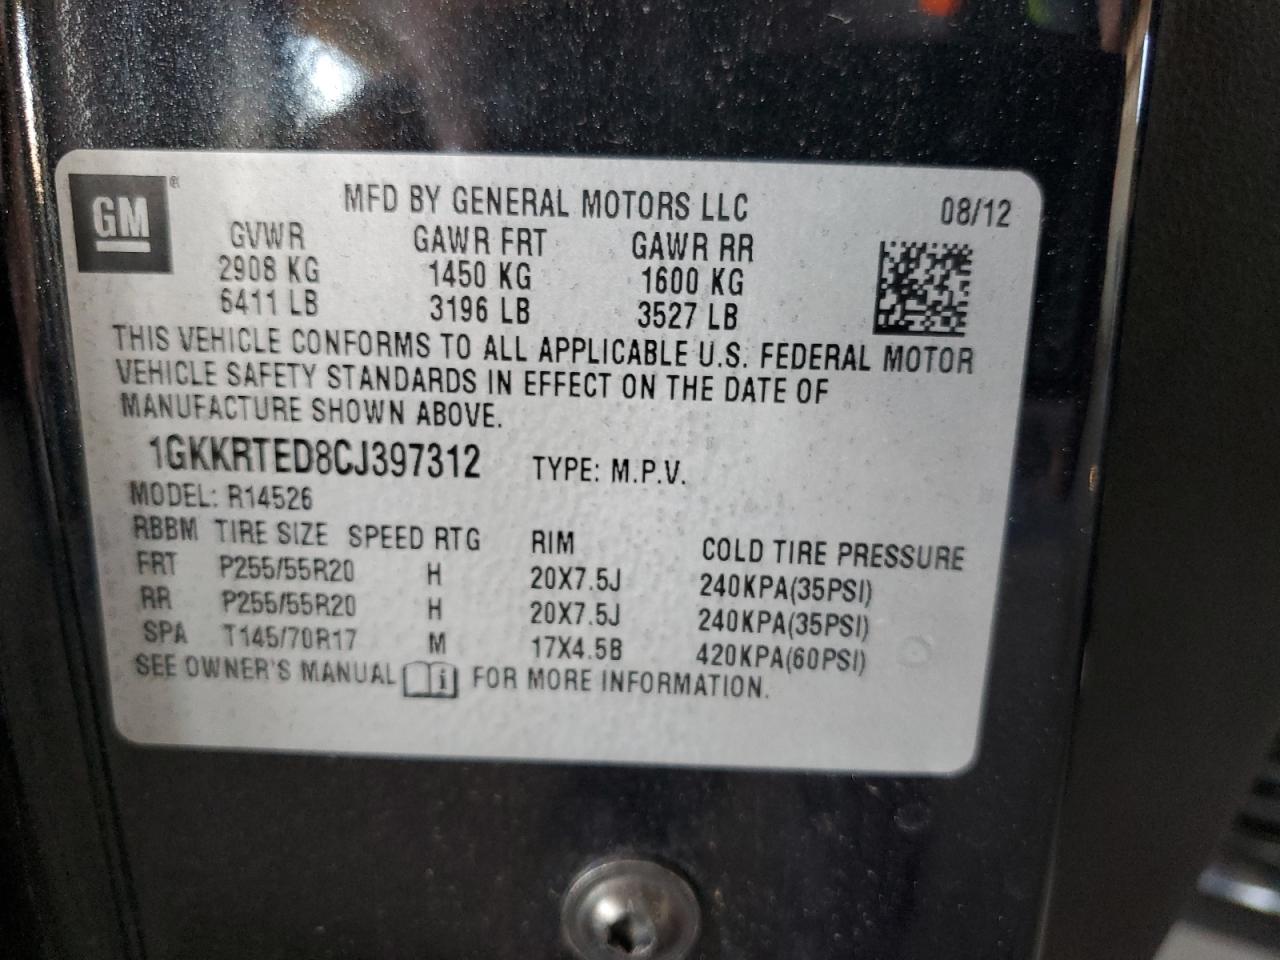 GM ®
MFD BY GENERAL MOTORS LLC 08/12
GVWR GAWR FRT GAWR RR
2908 KG 1450 KG 1600 KG
6411 LB 3196 LB 3527 LB
THIS VEHICLE CONFORMS TO ALL APPLICABLE U.S. FEDERAL MOTOR
VEHICLE SAFETY STANDARDS IN EFFECT ON THE DATE OF
MANUFACTURE SHOWN ABOVE.
1GKKRTED8CJ397312 TYPE: M.P.V.
MODEL: R14526
RBBM TIRE SIZE SPEED RTG RIM COLD TIRE PRESSURE
FRT P255/55R20 H 20X7.5J 240KPA(35PSI)
RR P255/55R20 H 20X7.5J 240KPA(35PSI)
SPA T145/70R17 M 17X4.5B 420KPA(60PSI)
SEE OWNER'S MANUAL i FOR MORE INFORMATION.